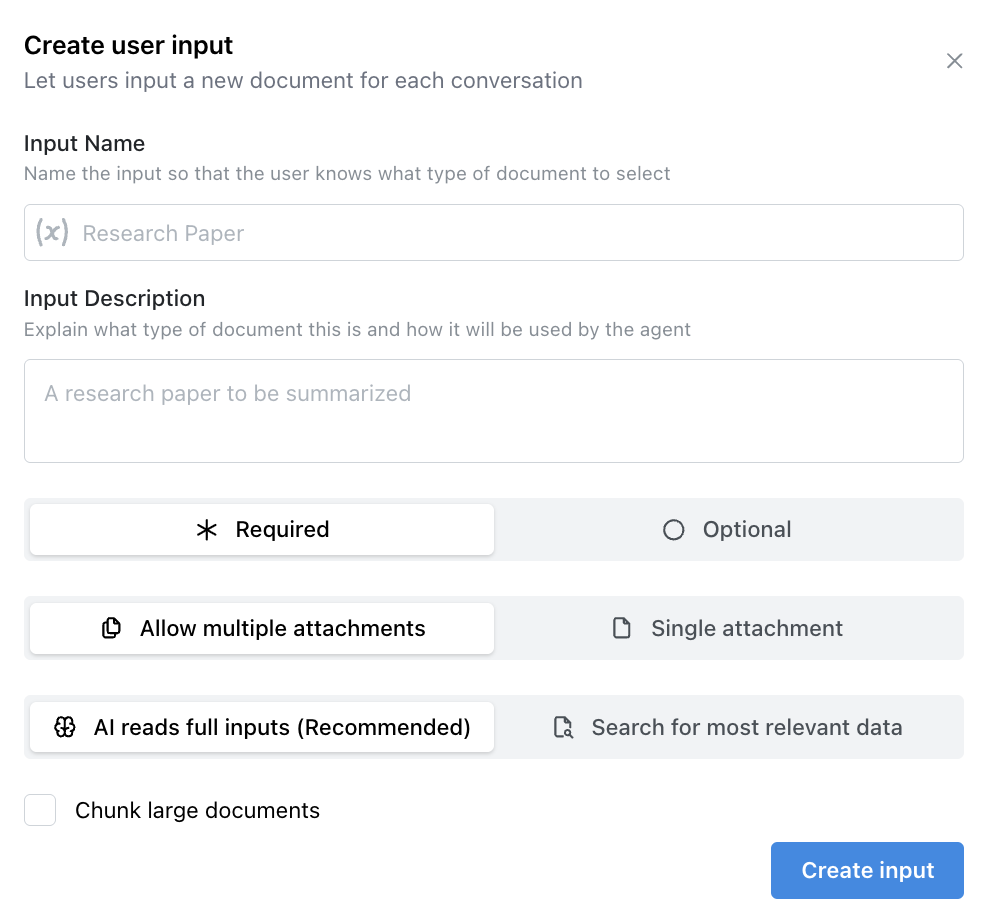 Create user input
Let users input a new document for each conversation
Input Name
Name the input so that the user knows what type of document to select
(x) Research Paper
Input Description
Explain what type of document this is and how it will be used by the agent
A research paper to be summarized
Required
Optional
Allow multiple attachments
Single attachment
AI reads full inputs (Recommended)
Search for most relevant data
Chunk large documents
Create input